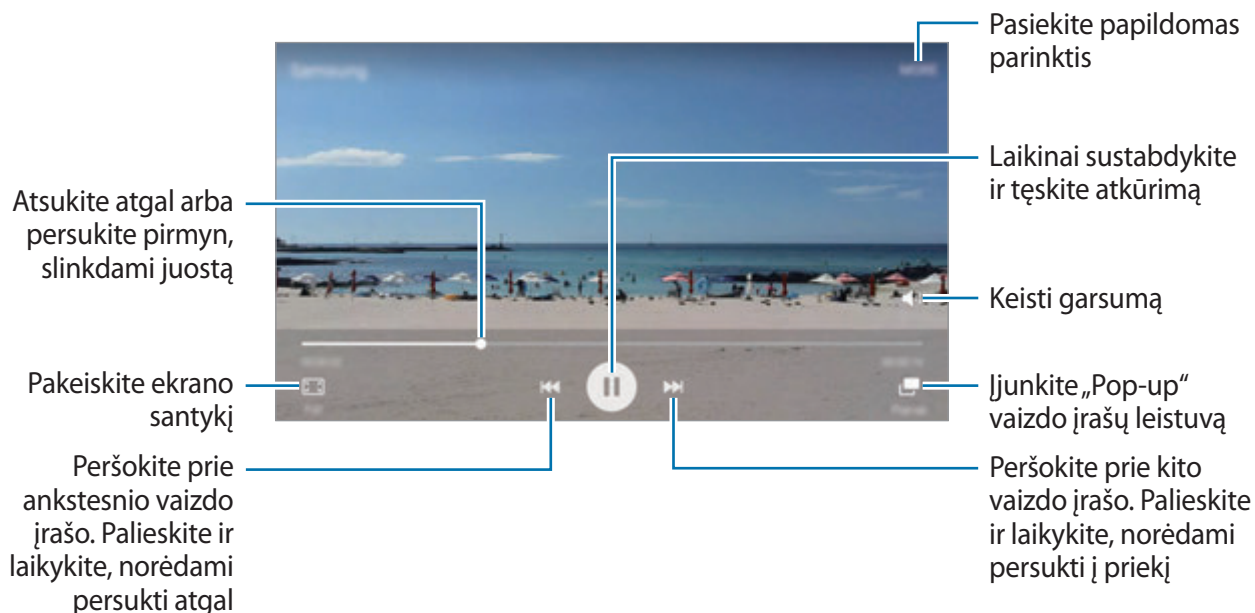 Pasiekite papildomas
parinktis
Laikinai sustabdykite
ir tęskite atkūrimą
Atsukite atgal arba
persukite pirmyn,
slinkdami juostą
Keisti garsumą
Pakeiskite ekrano
santykį
Įjunkite „Pop-up“
vaizdo įrašų leistuvą
Peršokite prie
ankstesnio vaizdo
įrašo. Palieskite ir
laikykite, norėdami
persukti atgal
Peršokite prie kito
vaizdo įrašo. Palieskite
ir laikykite, norėdami
persukti į priekį
Samsung